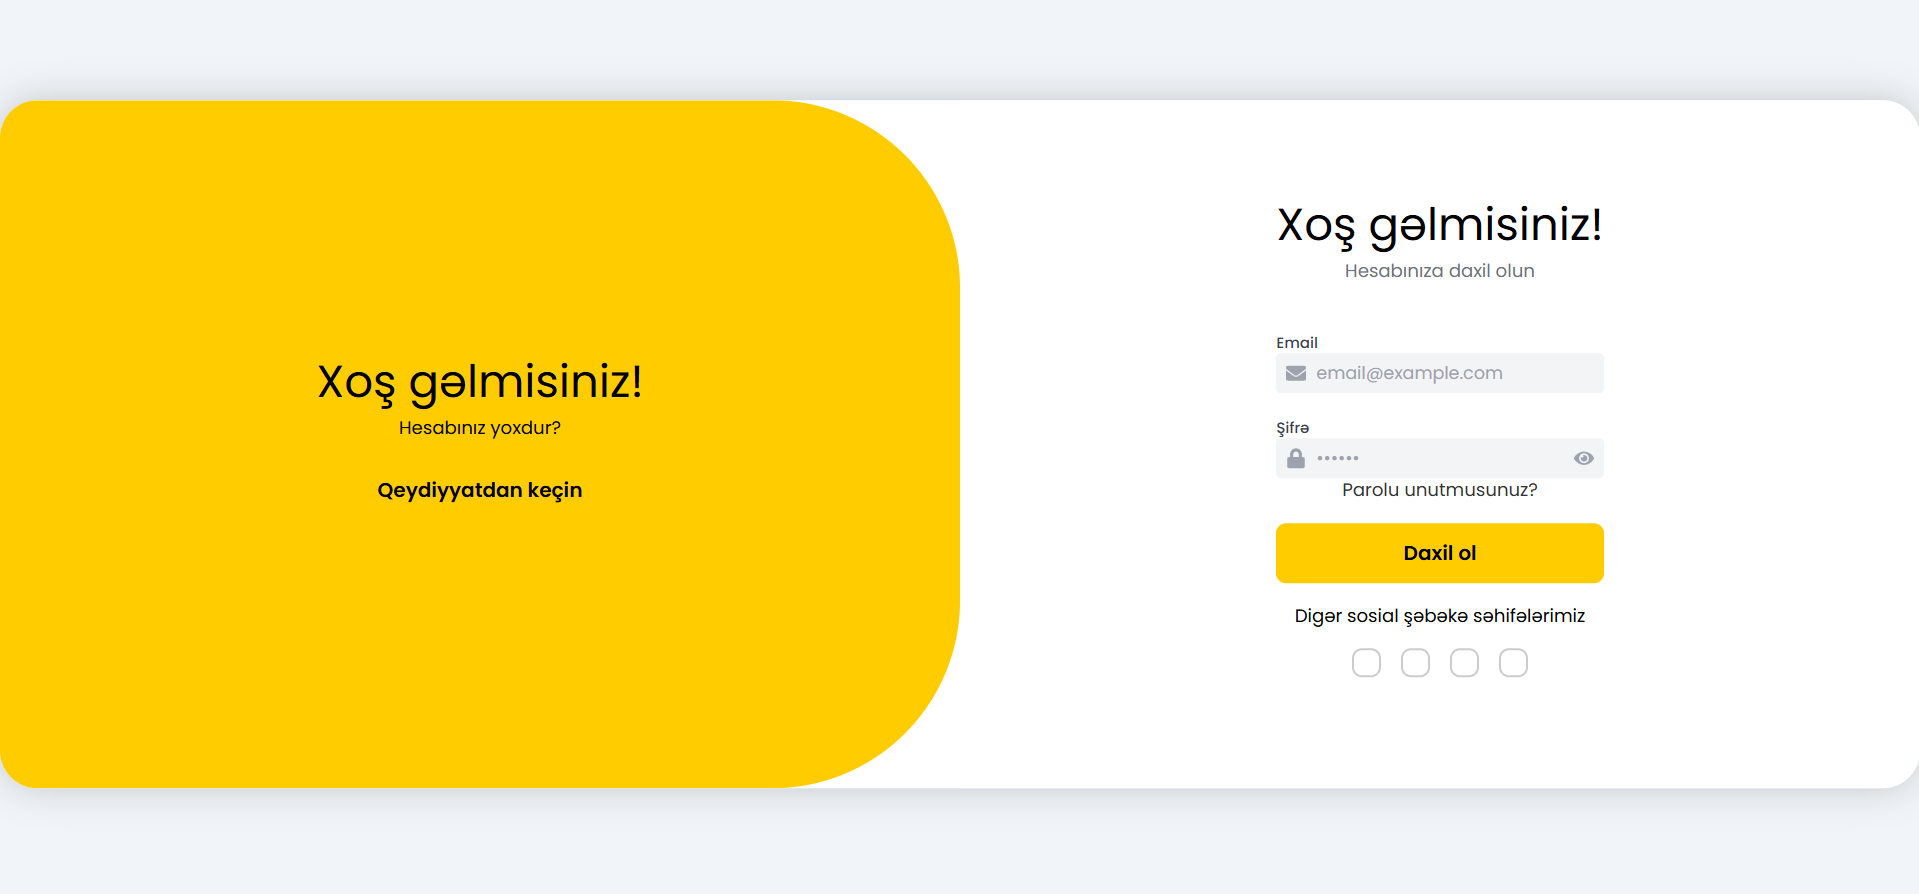 Xoş gəlmisiniz!
Hesabınız yoxdur?
Qeydiyyatdan keçin
Xoş gəlmisiniz!
Hesabınıza daxil olun
Email
email@example.com
Şifrə
••••••
Parolu unutmusunuz?
Daxil ol
Digər sosial şəbəkə səhifələrimiz